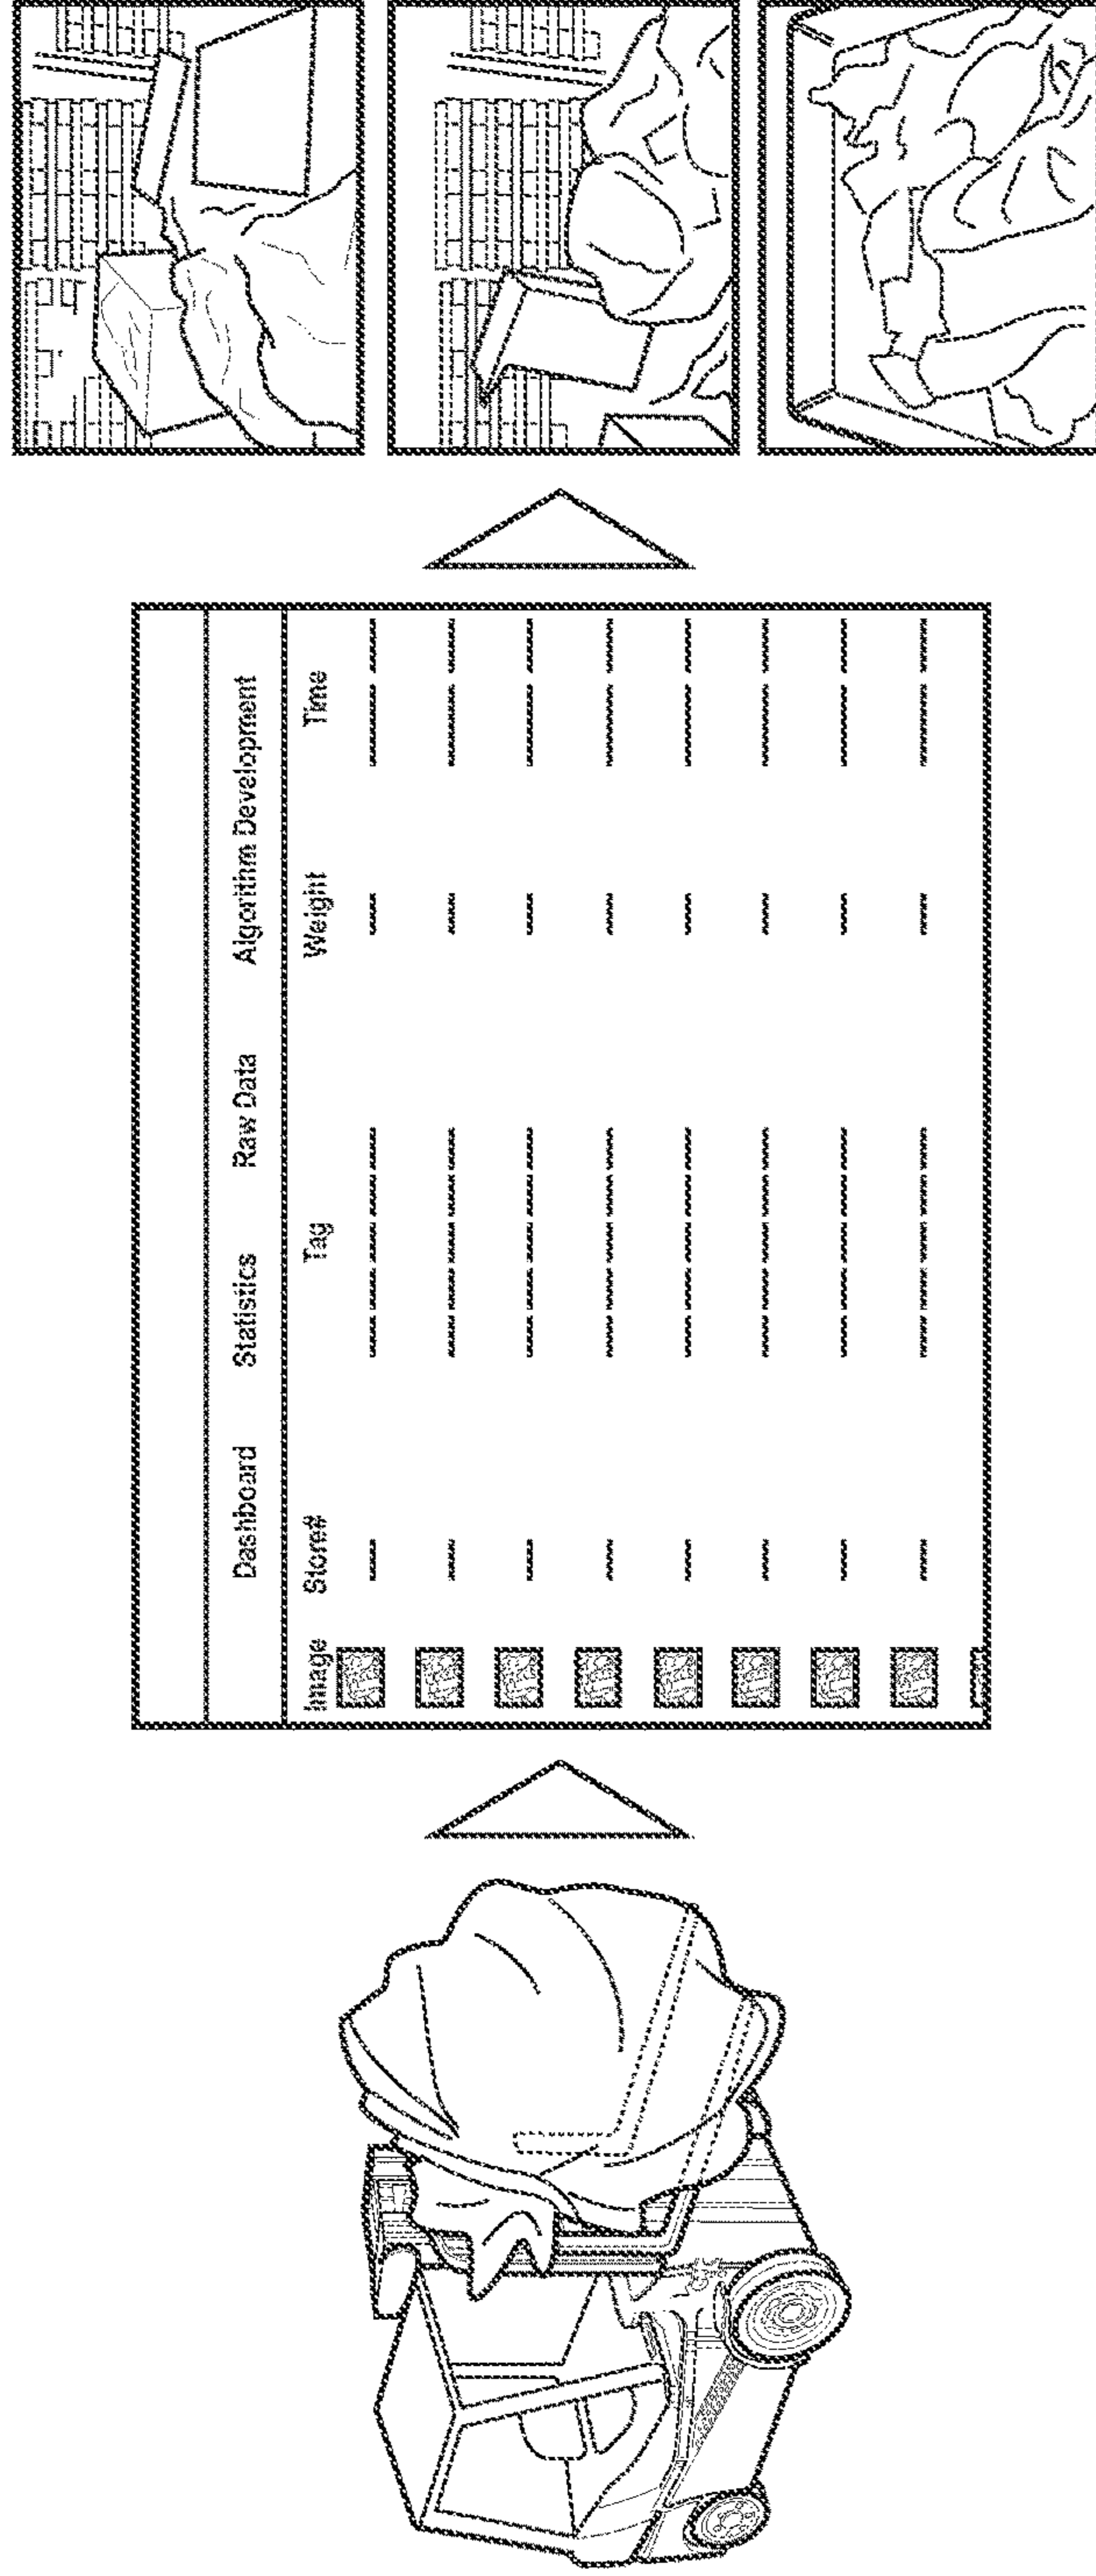 Dashboard Statistics Raw Data Algorithm Development
Image Store# Tag Weight Time